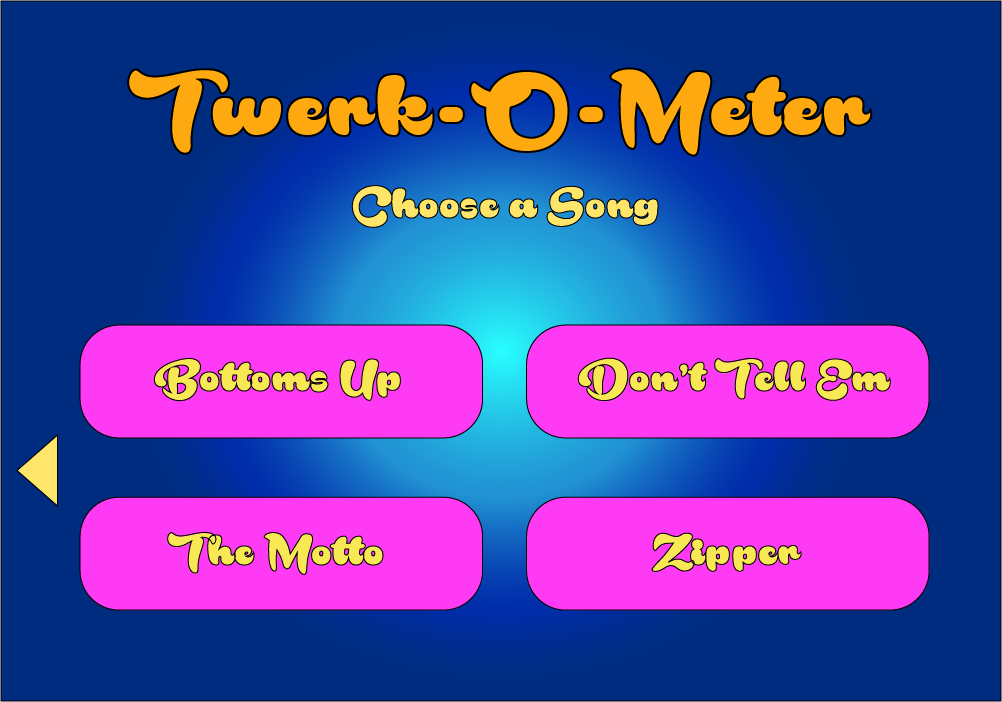 Twerk-O-Meter
Choose a Song
Bottoms Up
Don't Tell Em
The Motto
Zipper